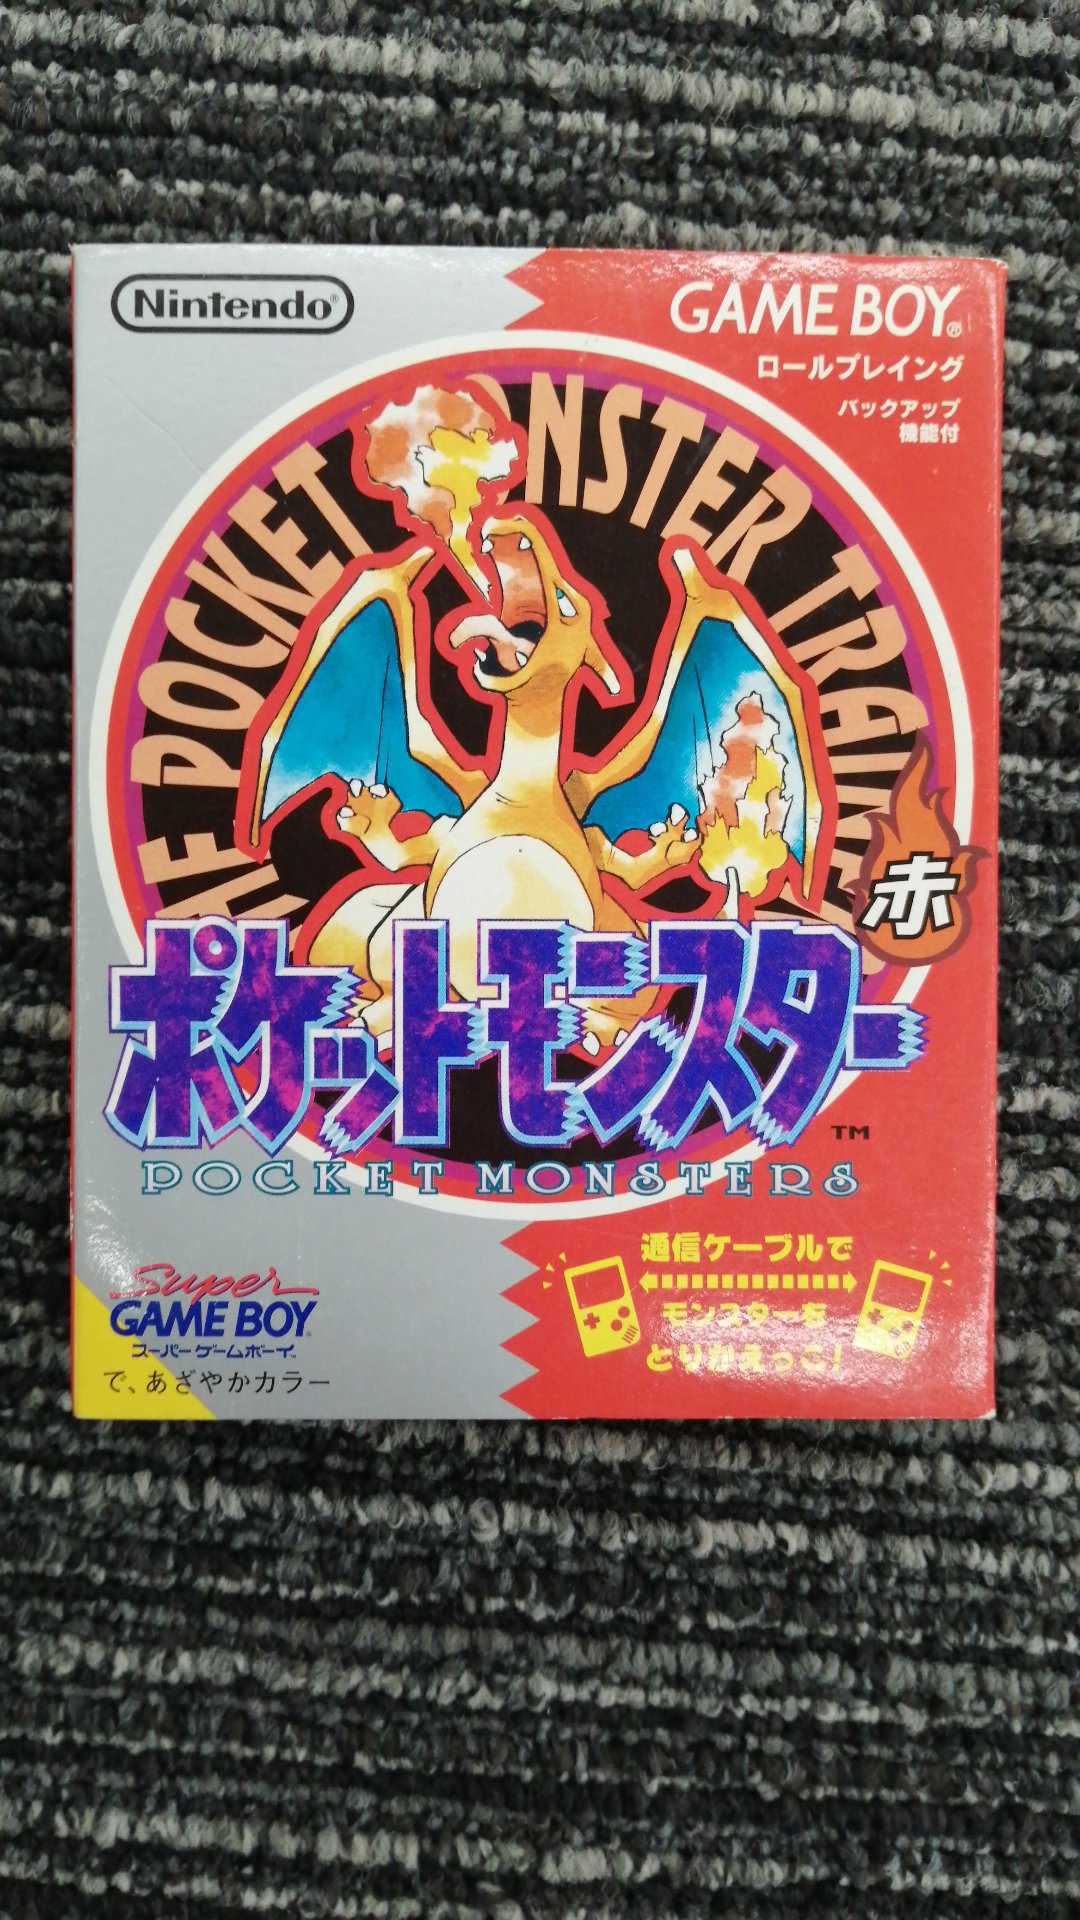 Nintendo®
GAME BOY®
ロールプレイング
バックアップ
機能付
POCKET MONSTER
赤
ポケットモンスター
TM
POCKET MONSTERS
Super
GAME BOY
スーパーゲームボーイ
で、あざやかカラー
通信ケーブルで
モンスターを
とりかえっこ!